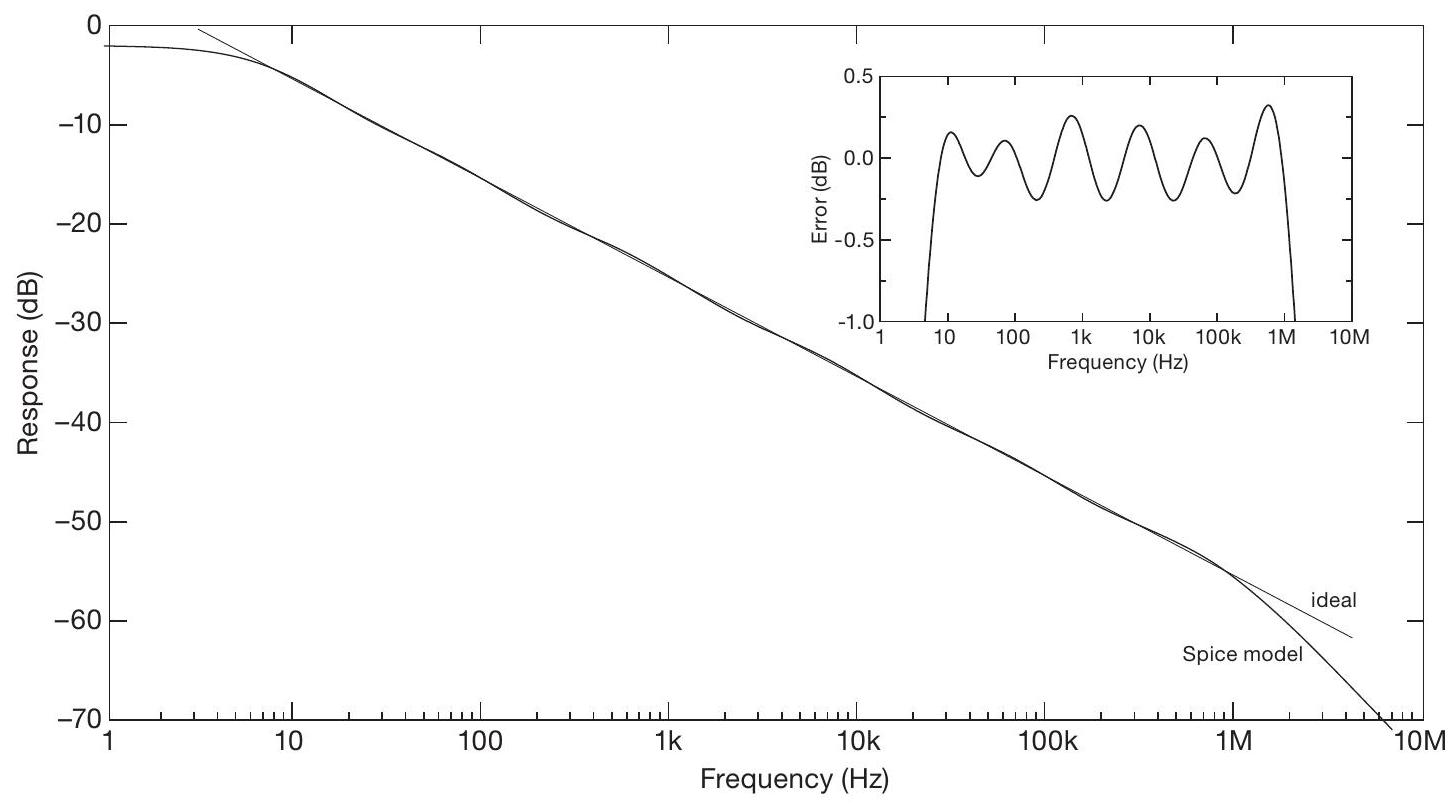 0
−10
−20
−30
−40
−50
−60
−70
Response (dB)
1 10 100 1k 10k 100k 1M 10M
Frequency (Hz)
ideal
Spice model
0.5
0.0
-0.5
-1.0
Error (dB)
1 10 100 1k 10k 100k 1M 10M
Frequency (Hz)